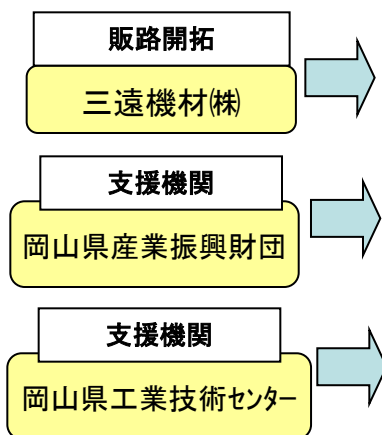 販路開拓
三遠機材㈱
支援機関
岡山県産業振興財団
支援機関
岡山県工業技術センター